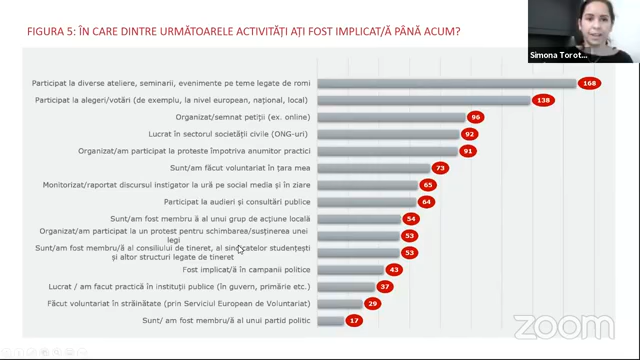 FIGURA 5: ÎN CARE DINTRE URMĂTOARELE ACTIVITĂȚI AȚI FOST IMPLICAT/Ă PÂNĂ ACUM?
Simona Torot...
Participat la diverse ateliere, seminarii, evenimente pe teme legate de romi 168
Participat la alegeri/votări (de exemplu, la nivel european, național, local) 138
Organizat/semnat petiții (ex. online) 96
Lucrat în sectorul societății civile (ONG-uri) 92
Organizat/am participat la proteste împotriva anumitor practici 91
Sunt/am făcut voluntariat în țara mea 73
Monitorizat/raportat discursul instigator la ură pe social media și în ziare 65
Participat la audieri și consultări publice 64
Sunt/am fost membru ă al unui grup de acțiune locală 54
Organizat/am participat la un protest pentru schimbarea/susținerea unei
legi 53
Sunt/am fost membru/ă al consiliului de tineret, al sindicatelor studențești
și altor structuri legate de tineret 53
Fost implicat/ă în campanii politice 43
Lucrat / am facut practică în instituții publice (în guvern, primărie etc.) 37
Făcut voluntariat în străinătate (prin Serviciul European de Voluntariat) 29
Sunt/ am fost membru/ă al unui partid politic 17
zoom